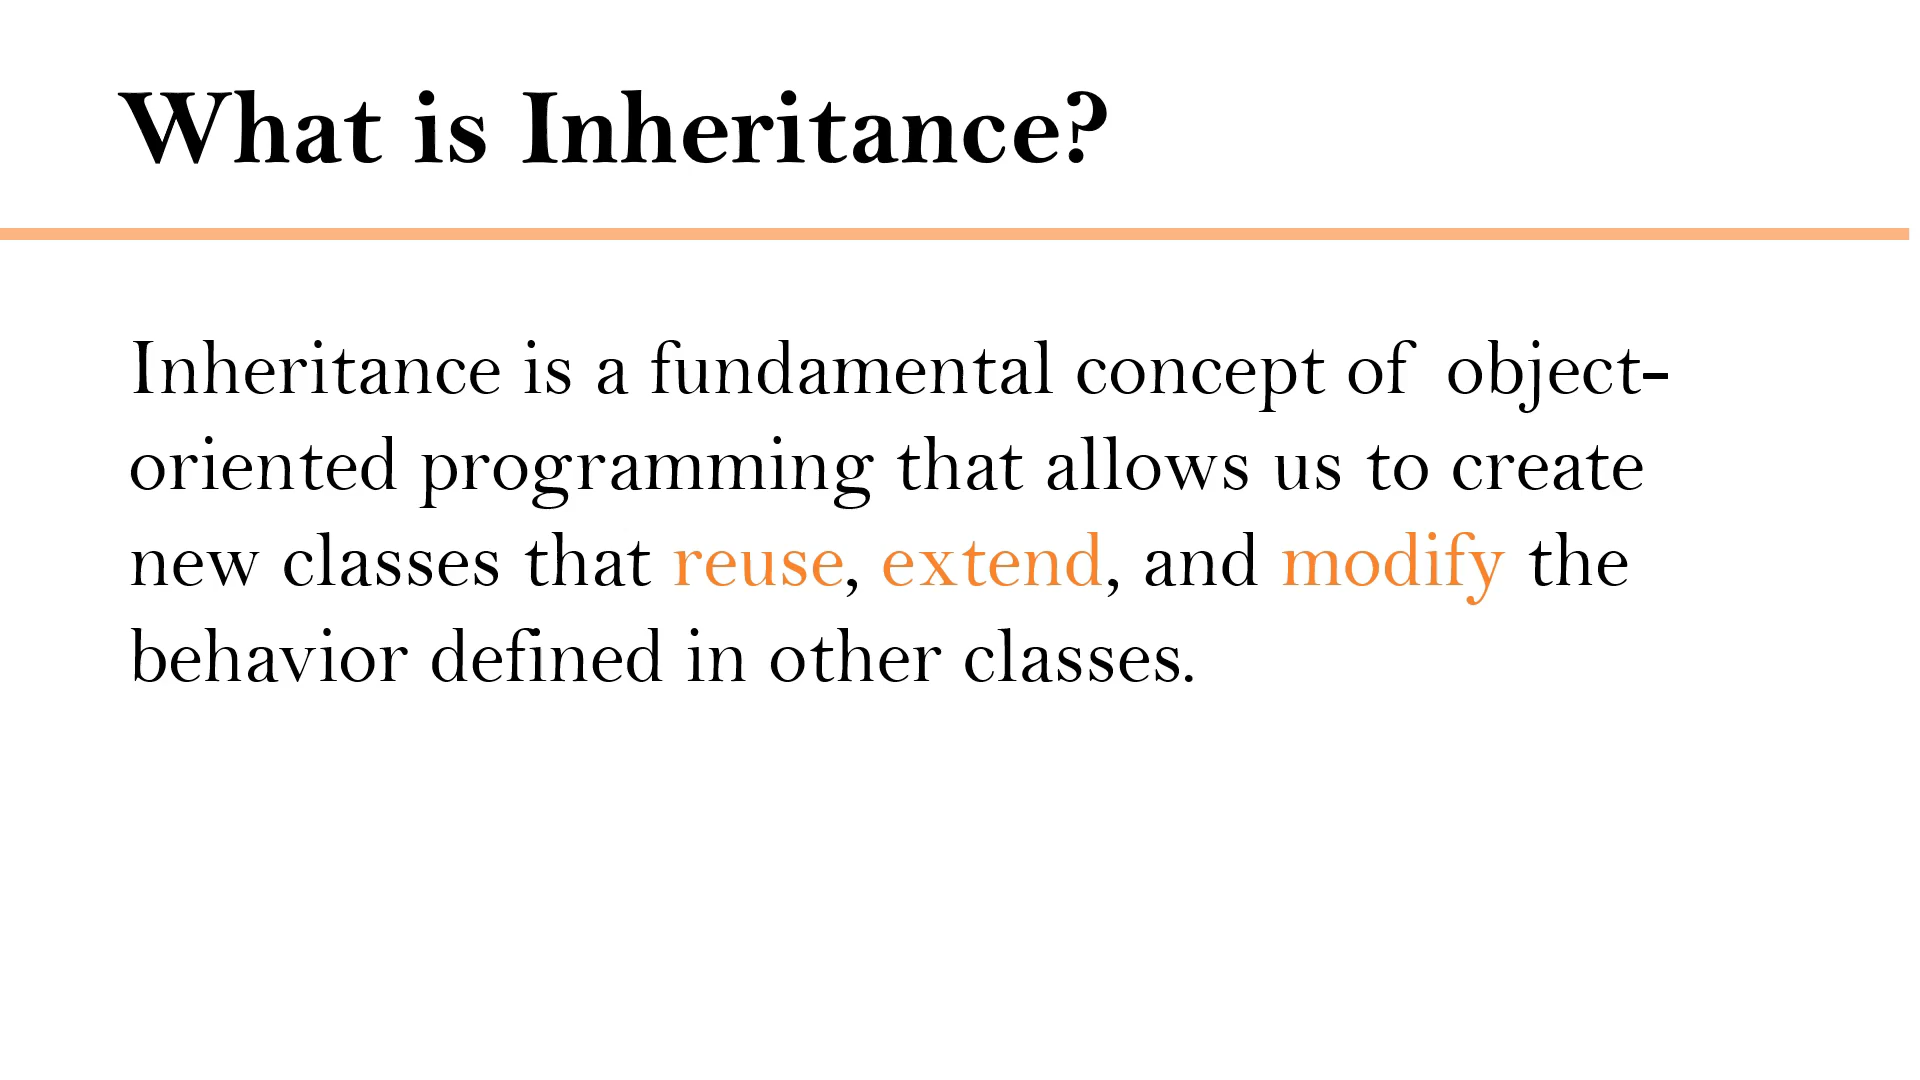 What is Inheritance?
Inheritance is a fundamental concept of object-
oriented programming that allows us to create
new classes that reuse, extend, and modify the
behavior defined in other classes.